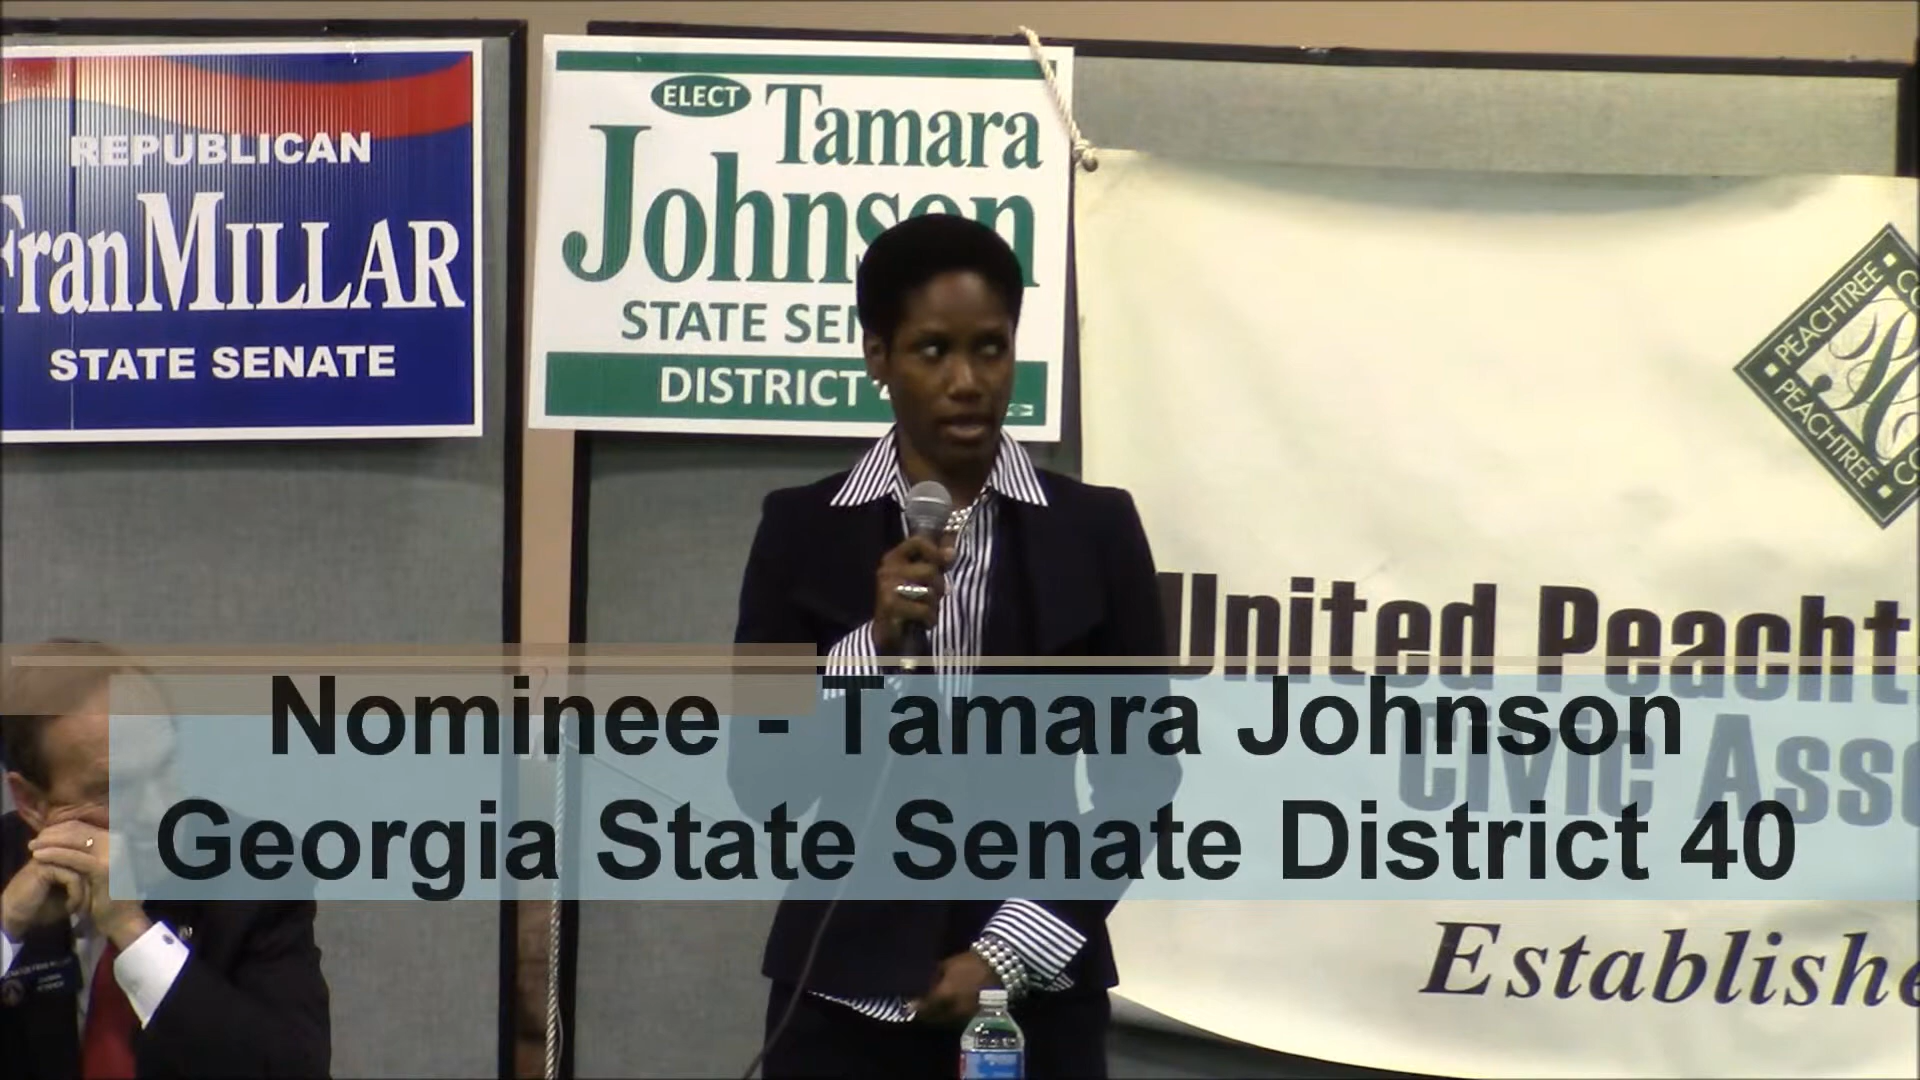 REPUBLICAN
Fran MILLAR
STATE SENATE
ELECT
Tamara
Johnson
STATE SEN
DISTRICT
PEACHTREE
PEACHTREE
United Peacht
Civic Asso
Establishe
Nominee - Tamara Johnson
Georgia State Senate District 40